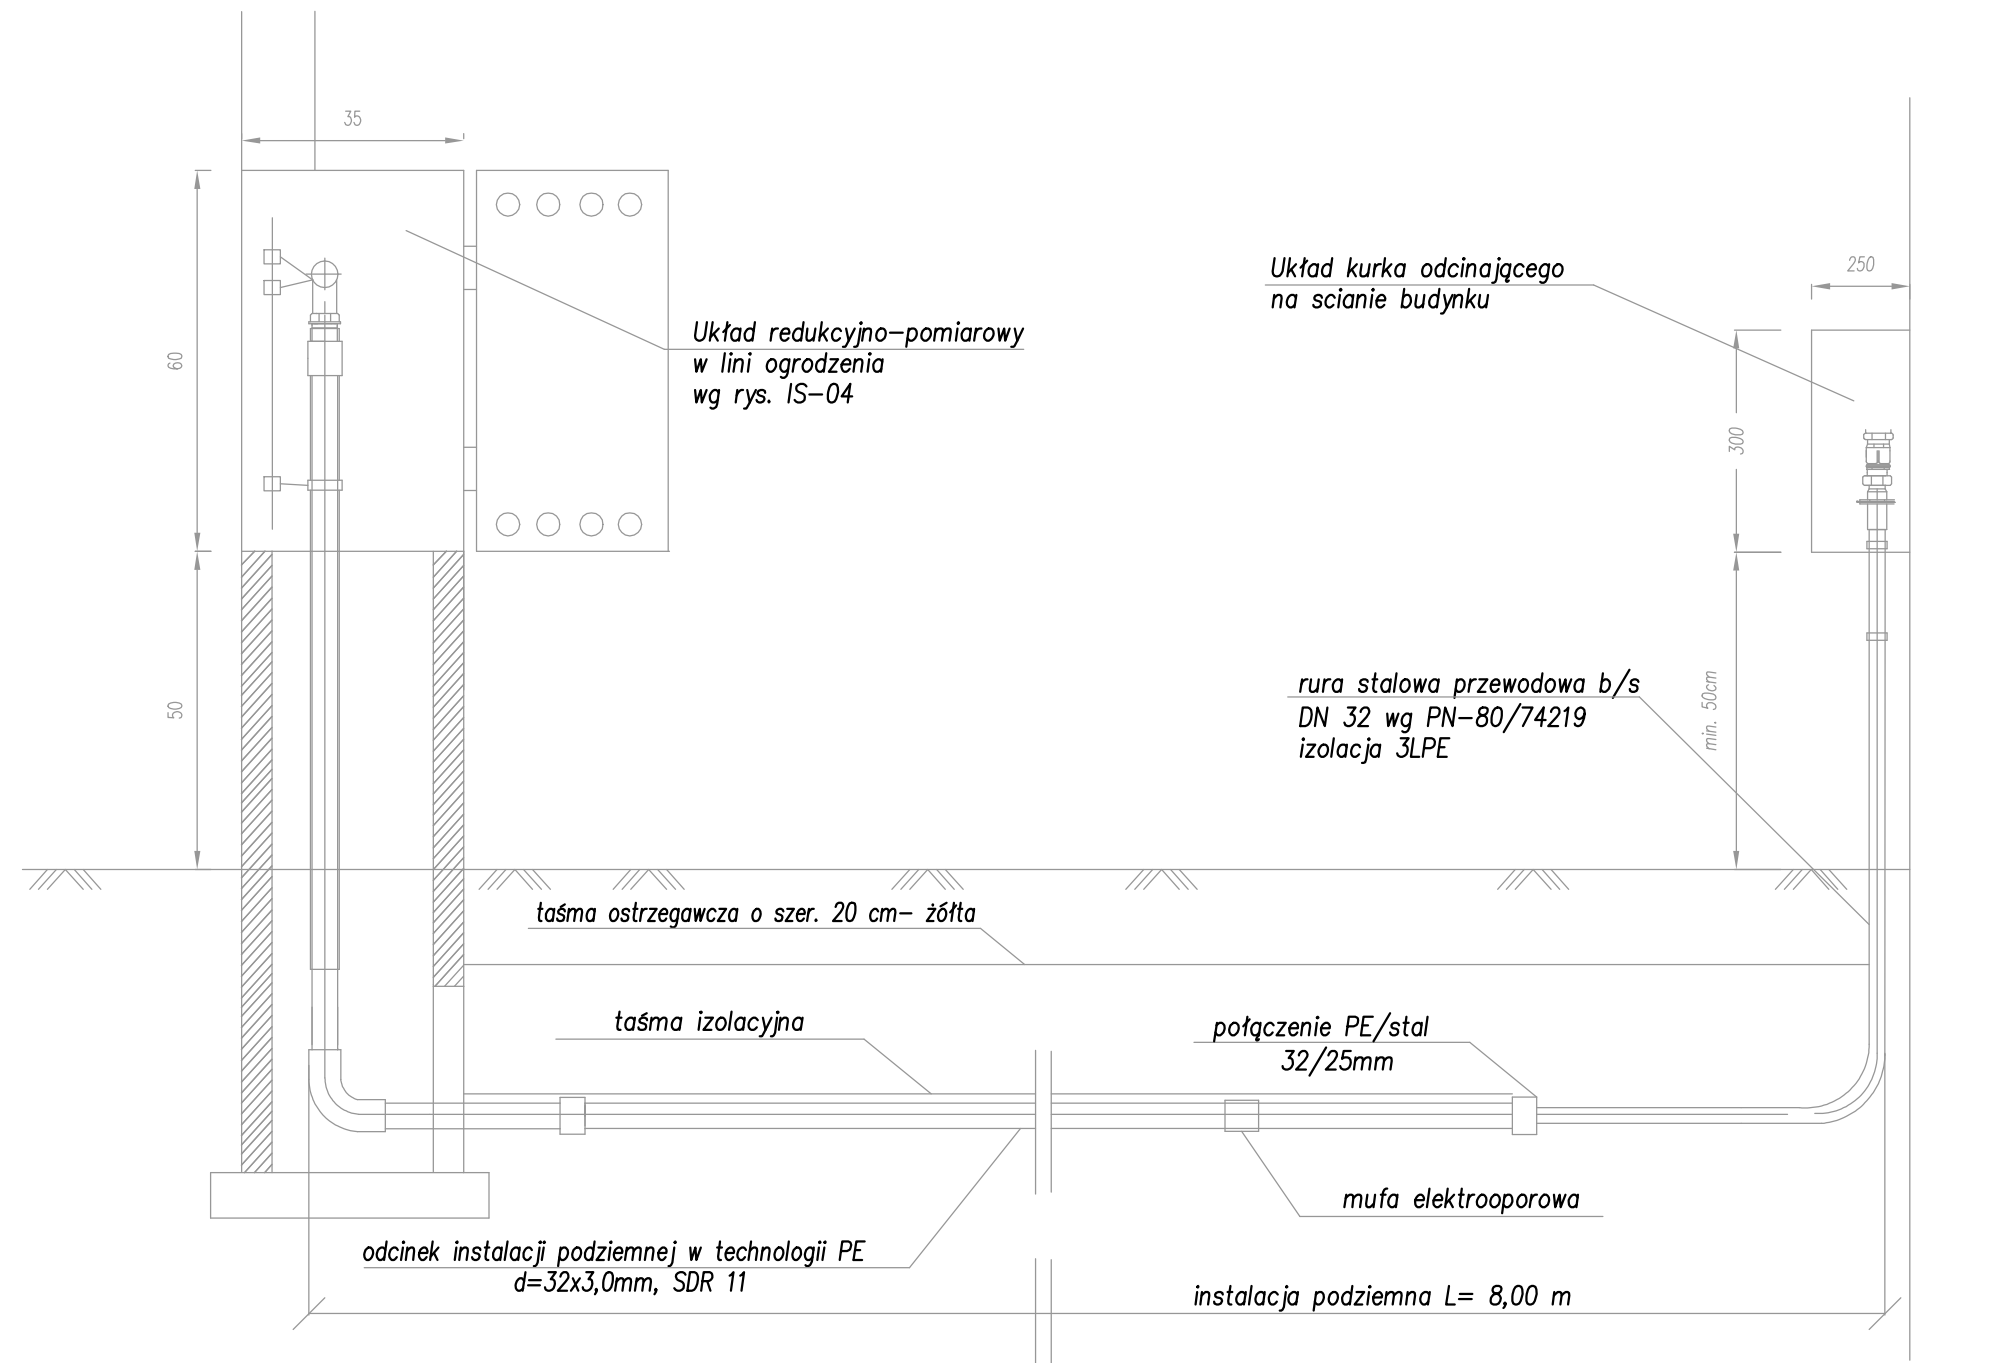 35
60
50
Układ redukcyjno-pomiarowy
w lini ogrodzenia
wg rys. IS-04
Układ kurka odcinającego
na scianie budynku
250
300
rura stalowa przewodowa b/s
DN 32 wg PN-80/74219
izolacja 3LPE
min. 50cm
taśma ostrzegawcza o szer. 20 cm- żółta
taśma izolacyjna
połączenie PE/stal
32/25mm
mufa elektrooporowa
odcinek instalacji podziemnej w technologii PE
d=32x3,0mm, SDR 11
instalacja podziemna L= 8,00 m